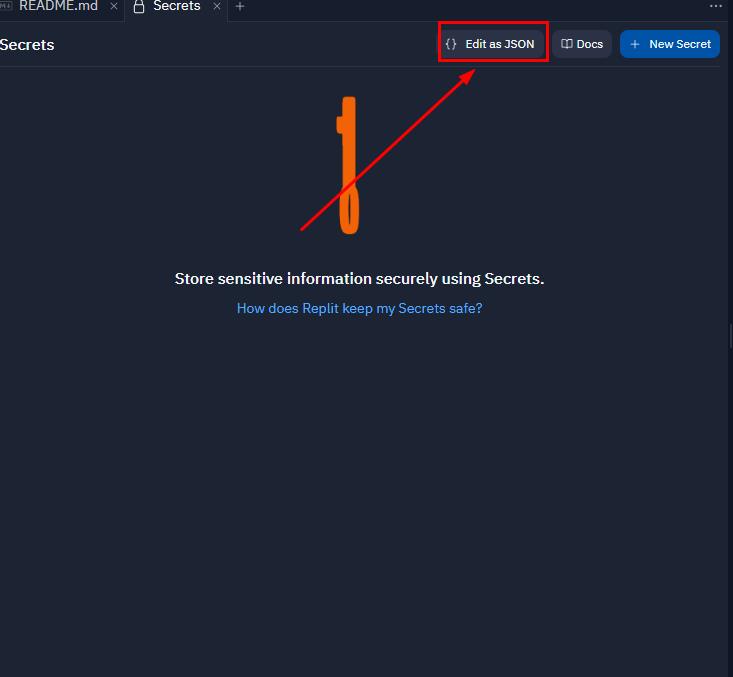 README.md
Secrets
Secrets
Edit as JSON
Docs
New Secret
Store sensitive information securely using Secrets.
How does Replit keep my Secrets safe?